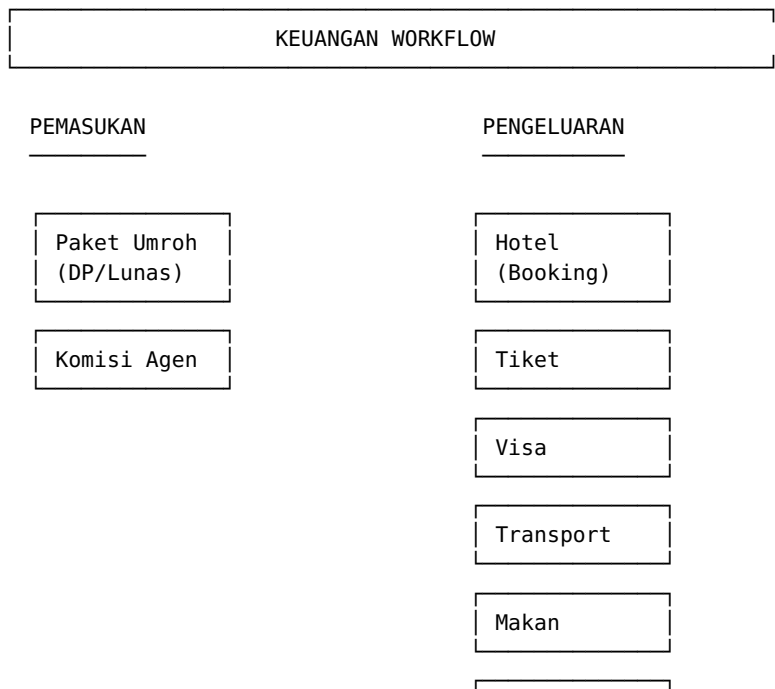 KEUANGAN WORKFLOW
PEMASUKAN
PENGELUARAN
Paket Umroh
(DP/Lunas)
Hotel
(Booking)
Komisi Agen
Tiket
Visa
Transport
Makan